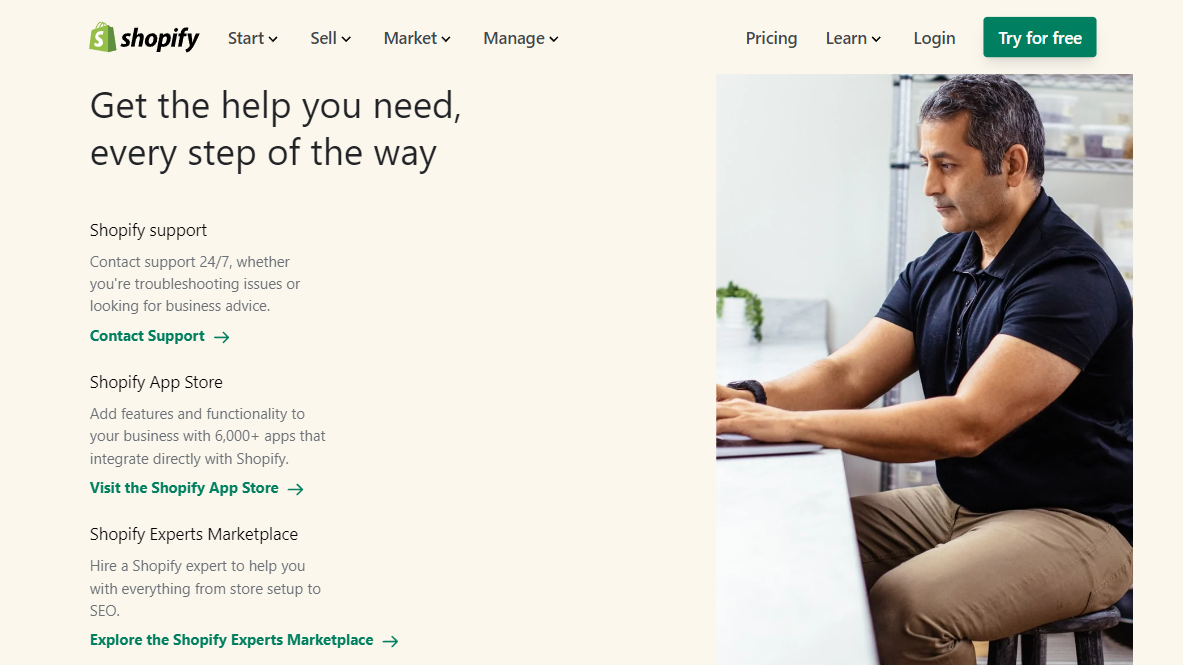 shopify Start Sell Market Manage Pricing Learn Login Try for free
Get the help you need,
every step of the way
Shopify support
Contact support 24/7, whether
you're troubleshooting issues or
looking for business advice.
Contact Support →
Shopify App Store
Add features and functionality to
your business with 6,000+ apps that
integrate directly with Shopify.
Visit the Shopify App Store →
Shopify Experts Marketplace
Hire a Shopify expert to help you
with everything from store setup to
SEO.
Explore the Shopify Experts Marketplace →